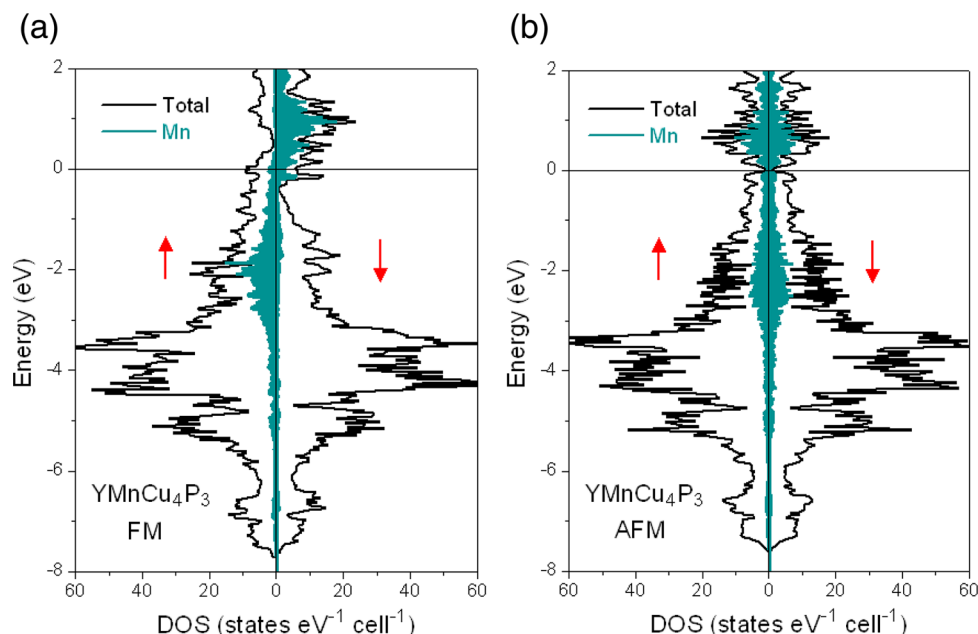 (a)
(b)
2
0
-2
-4
-6
-8
Energy (eV)
Total
Mn
YMnCu₄P₃
FM
60 40 20 0 20 40 60
DOS (states eV⁻¹ cell⁻¹)
2
0
-2
-4
-6
-8
Energy (eV)
Total
Mn
YMnCu₄P₃
AFM
60 40 20 0 20 40 60
DOS (states eV⁻¹ cell⁻¹)